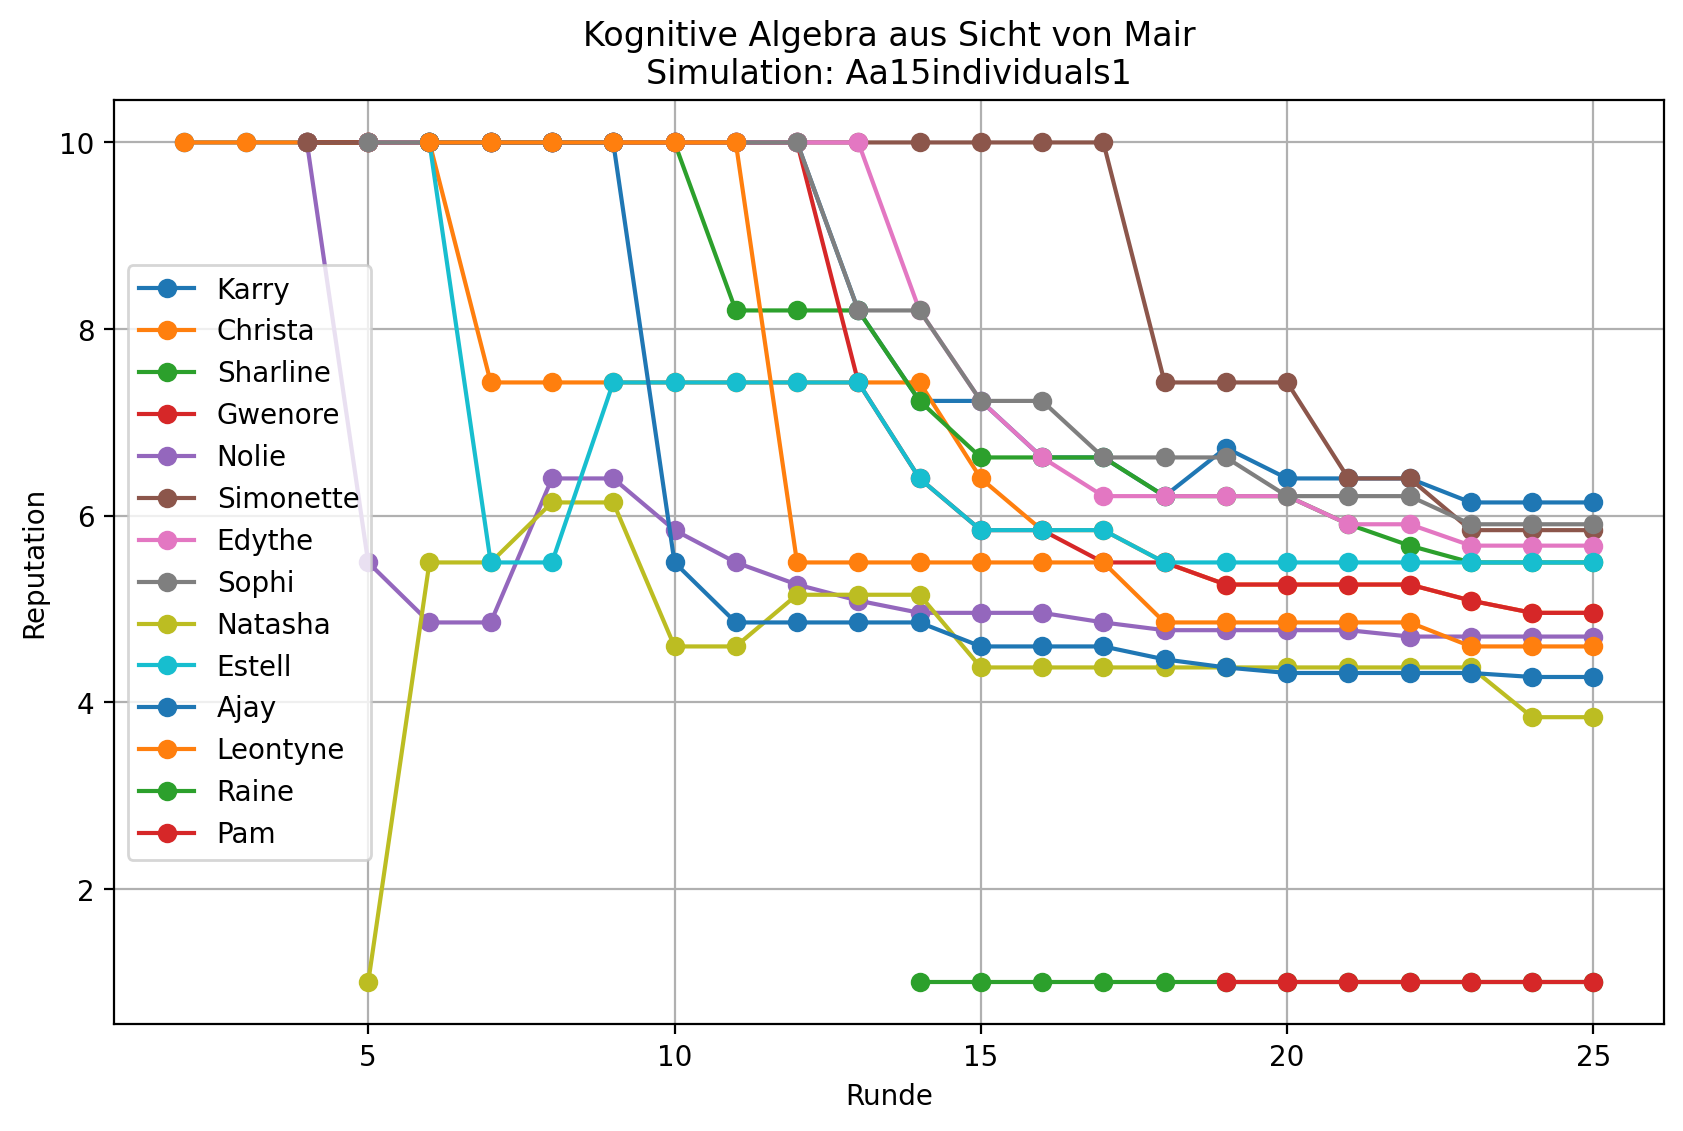 Kognitive Algebra aus Sicht von Mair
Simulation: Aa15individuals1
Reputation
10
8
6
4
2
Karry
Christa
Sharline
Gwenore
Nolie
Simonette
Edythe
Sophi
Natasha
Estell
Ajay
Leontyne
Raine
Pam
5 10 15 20 25
Runde